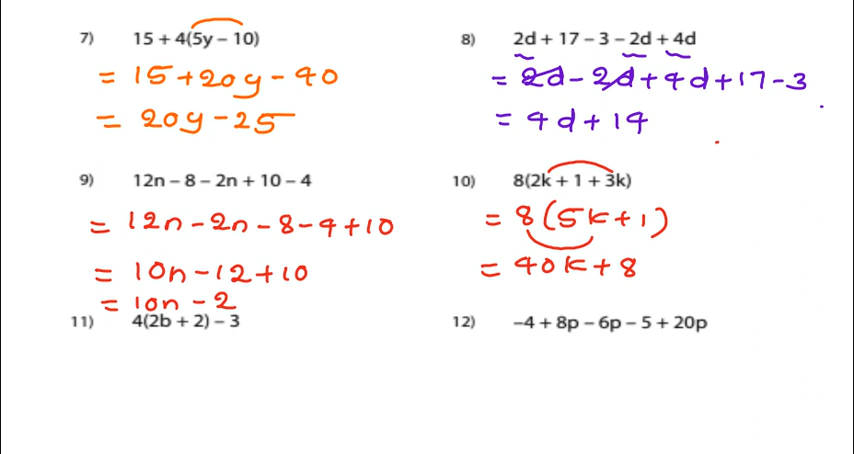 7) 15 + 4(5y – 10)
= 15+20y-40
= 20y-25
8) 2d + 17 – 3 – 2d + 4d
= 2d-2d+4d+17-3
= 4d+14
9) 12n – 8 – 2n + 10 – 4
= 12n-2n-8-4+10
= 10n-12+10
= 10n-2
10) 8(2k + 1 + 3k)
= 8(5k+1)
= 40k+8
11) 4(2b + 2) – 3
12) –4 + 8p – 6p – 5 + 20p